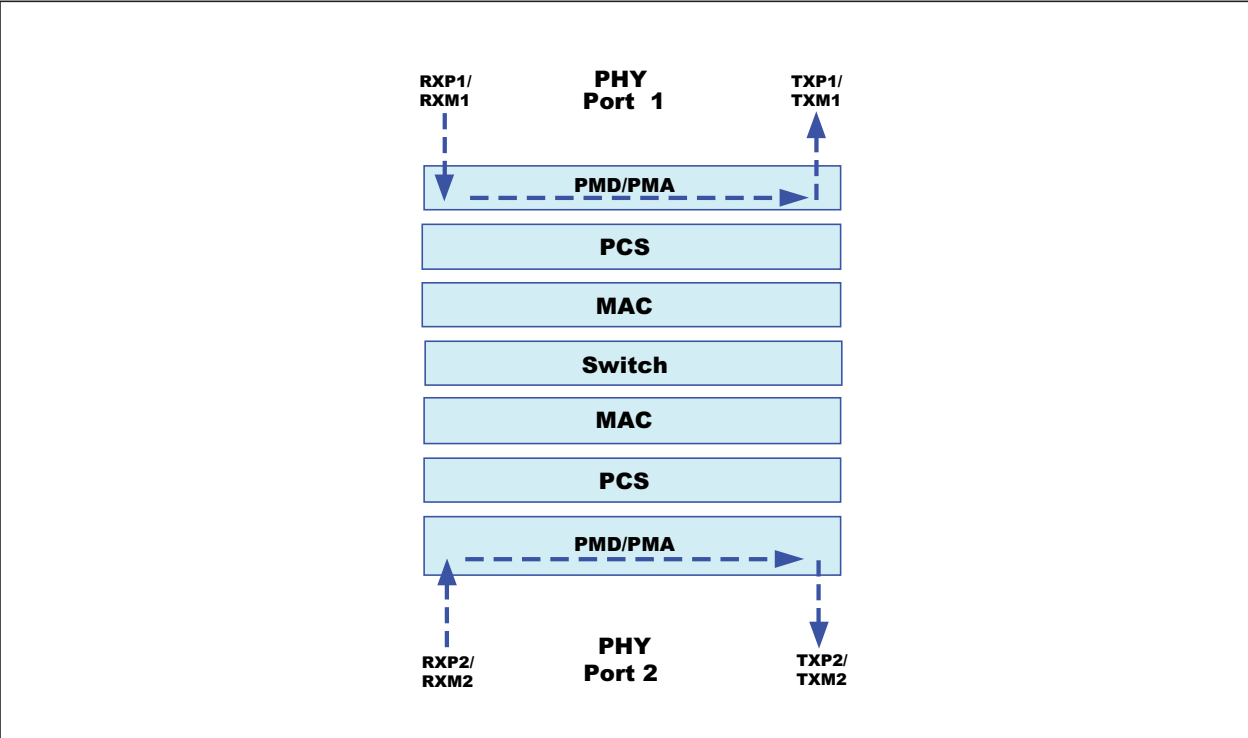 RXP1/
RXM1
PHY
Port 1
TXP1/
TXM1
PMD/PMA
PCS
MAC
Switch
MAC
PCS
PMD/PMA
RXP2/
RXM2
PHY
Port 2
TXP2/
TXM2